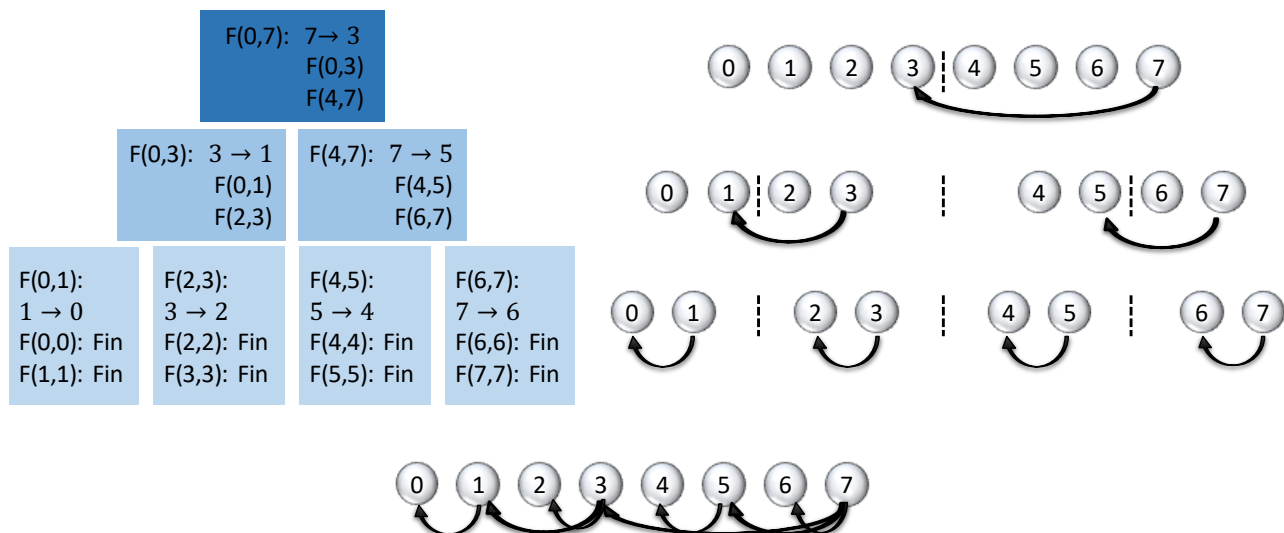 F(0,7): 7→ 3
F(0,3)
F(4,7)
F(0,3): 3 → 1
F(0,1)
F(2,3)
F(4,7): 7 → 5
F(4,5)
F(6,7)
F(0,1):
1 → 0
F(0,0): Fin
F(1,1): Fin
F(2,3):
3 → 2
F(2,2): Fin
F(3,3): Fin
F(4,5):
5 → 4
F(4,4): Fin
F(5,5): Fin
F(6,7):
7 → 6
F(6,6): Fin
F(7,7): Fin
0 1 2 3 4 5 6 7
0 1 2 3 4 5 6 7
0 1 2 3 4 5 6 7
0 1 2 3 4 5 6 7